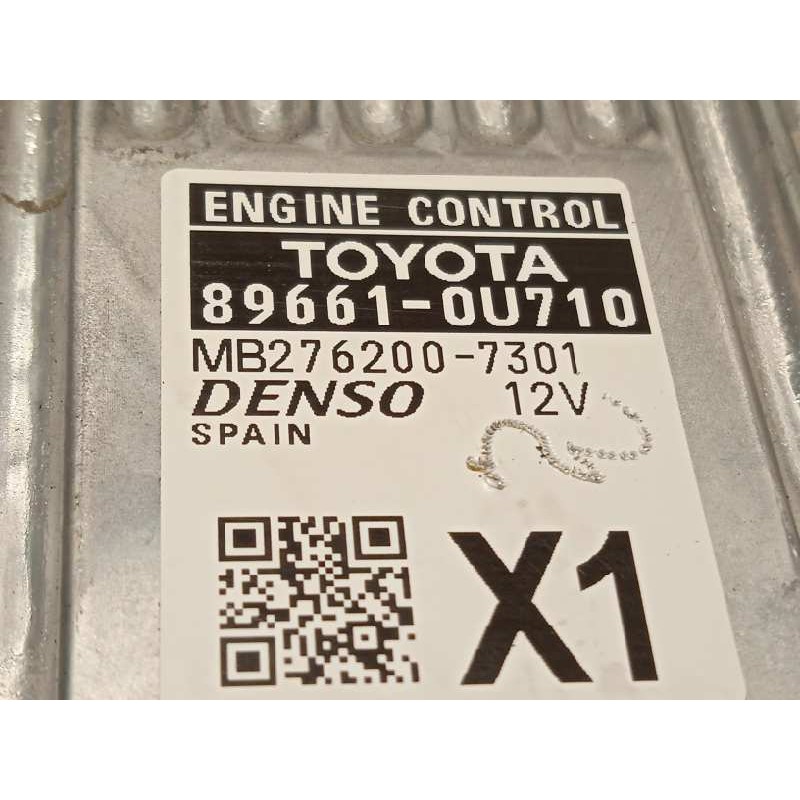 ENGINE CONTROL
TOYOTA
89661-0U710
MB276200-7301
DENSO 12V
SPAIN
X1